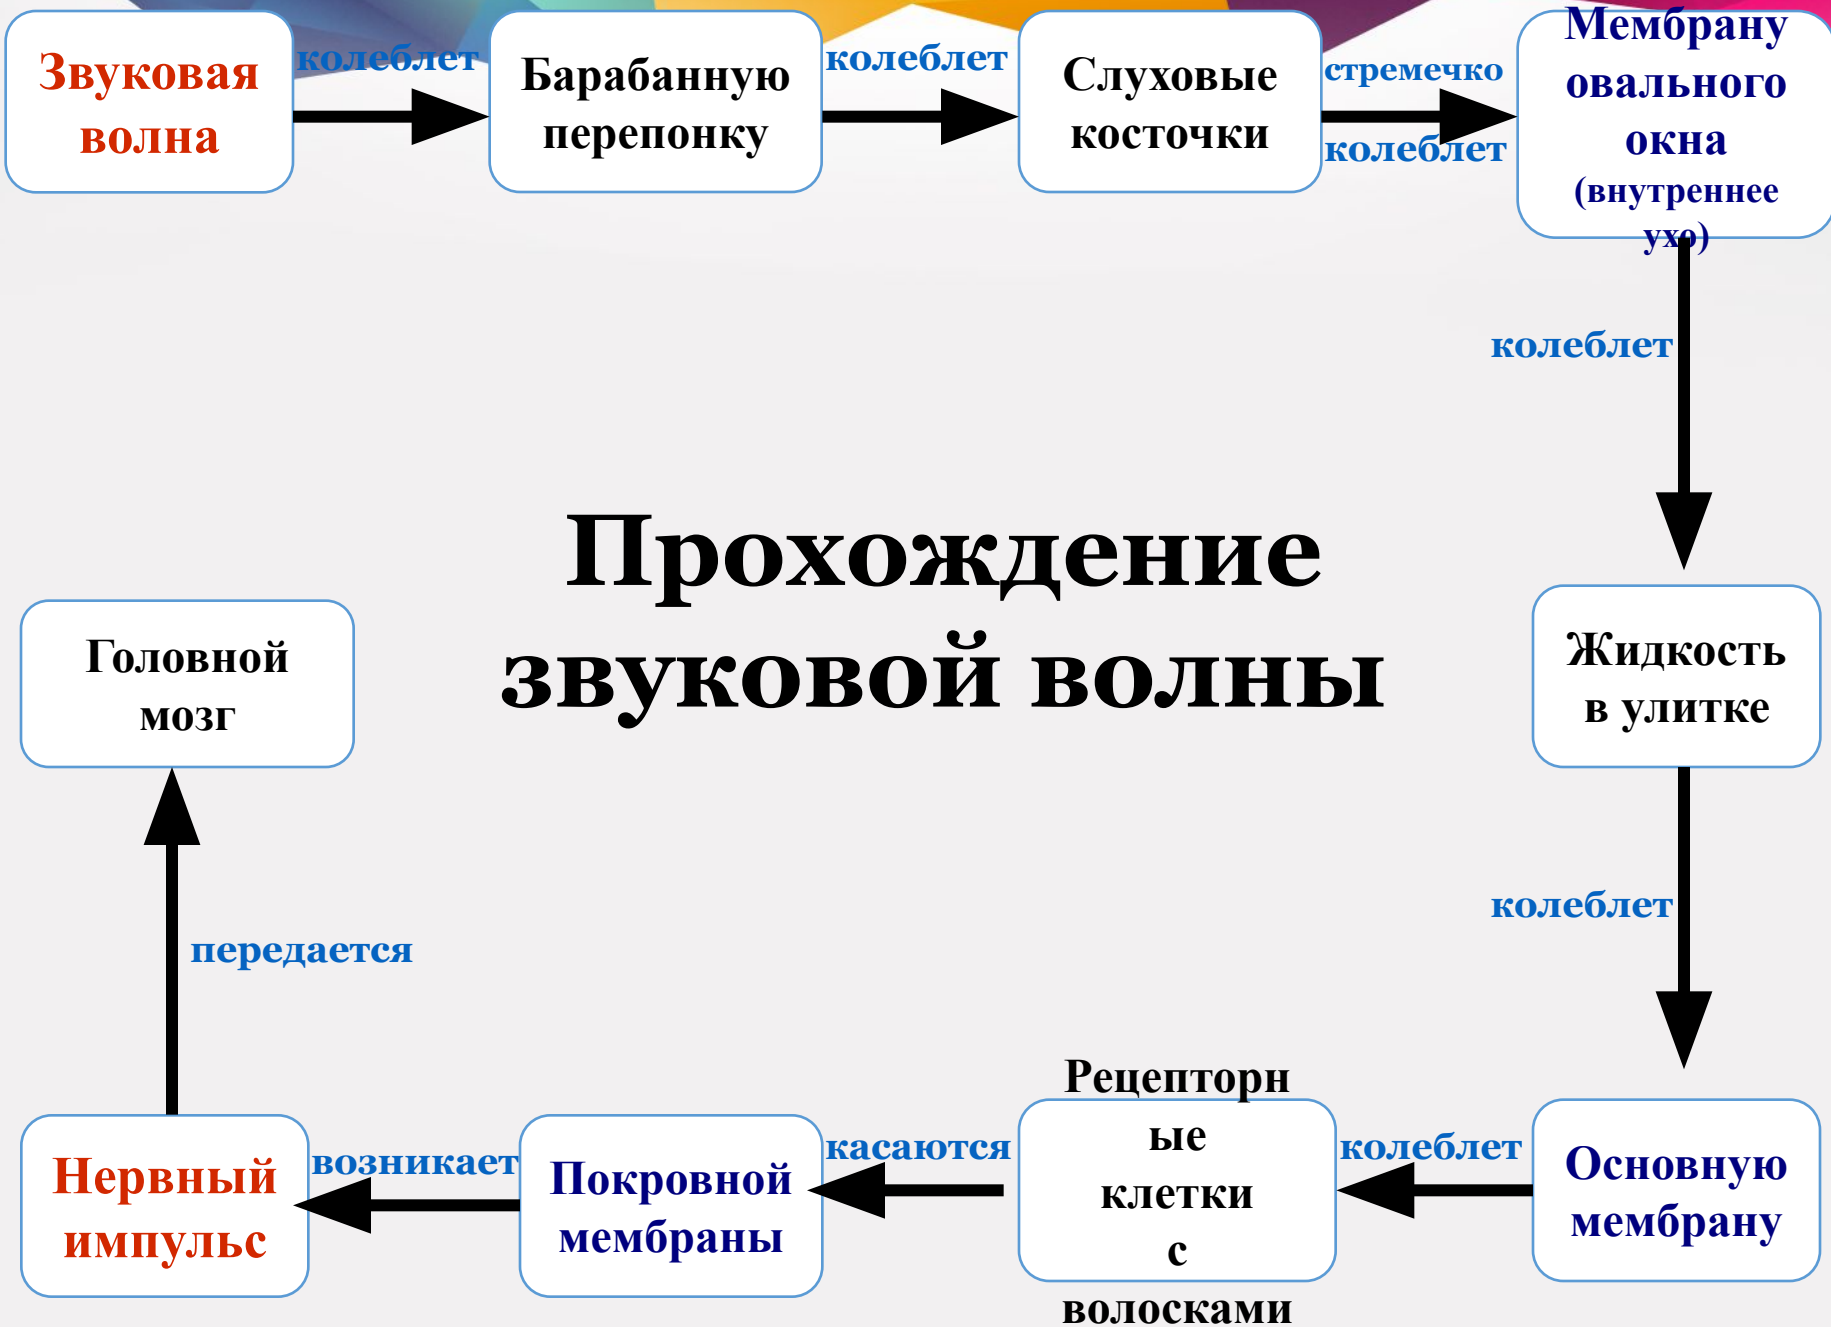 Звуковая
волна
колеблет
Барабанную
перепонку
колеблет
Слуховые
косточки
стремечко
колеблет
Мембрану
овального
окна
(внутреннее
ухо)
колеблет
Прохождение
звуковой волны
Жидкость
в улитке
колеблет
Основную
мембрану
колеблет
Рецепторн
ые
клетки
с
волосками
касаются
Покровной
мембраны
возникает
Нервный
импульс
передается
Головной
мозг